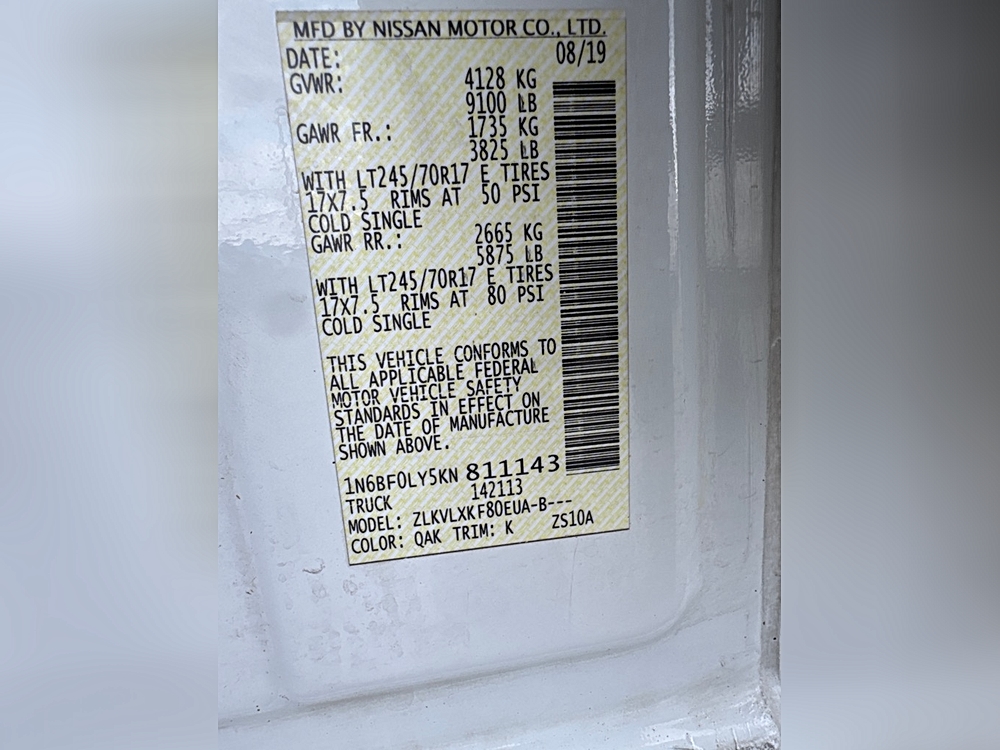 MFD BY NISSAN MOTOR CO., LTD.
DATE: 08/19
GVWR: 4128 KG
9100 LB
GAWR FR.: 1735 KG
3825 LB
WITH LT245/70R17 E TIRES
17X7.5 RIMS AT 50 PSI
COLD SINGLE
GAWR RR.: 2665 KG
5875 LB
WITH LT245/70R17 E TIRES
17X7.5 RIMS AT 80 PSI
COLD SINGLE
THIS VEHICLE CONFORMS TO
ALL APPLICABLE FEDERAL
MOTOR VEHICLE SAFETY
STANDARDS IN EFFECT ON
THE DATE OF MANUFACTURE
SHOWN ABOVE.
1N6BF0LY5KN 811143
TRUCK 142113
MODEL: ZLKVLXKF80EUA-B---
COLOR: QAK TRIM: K ZS10A